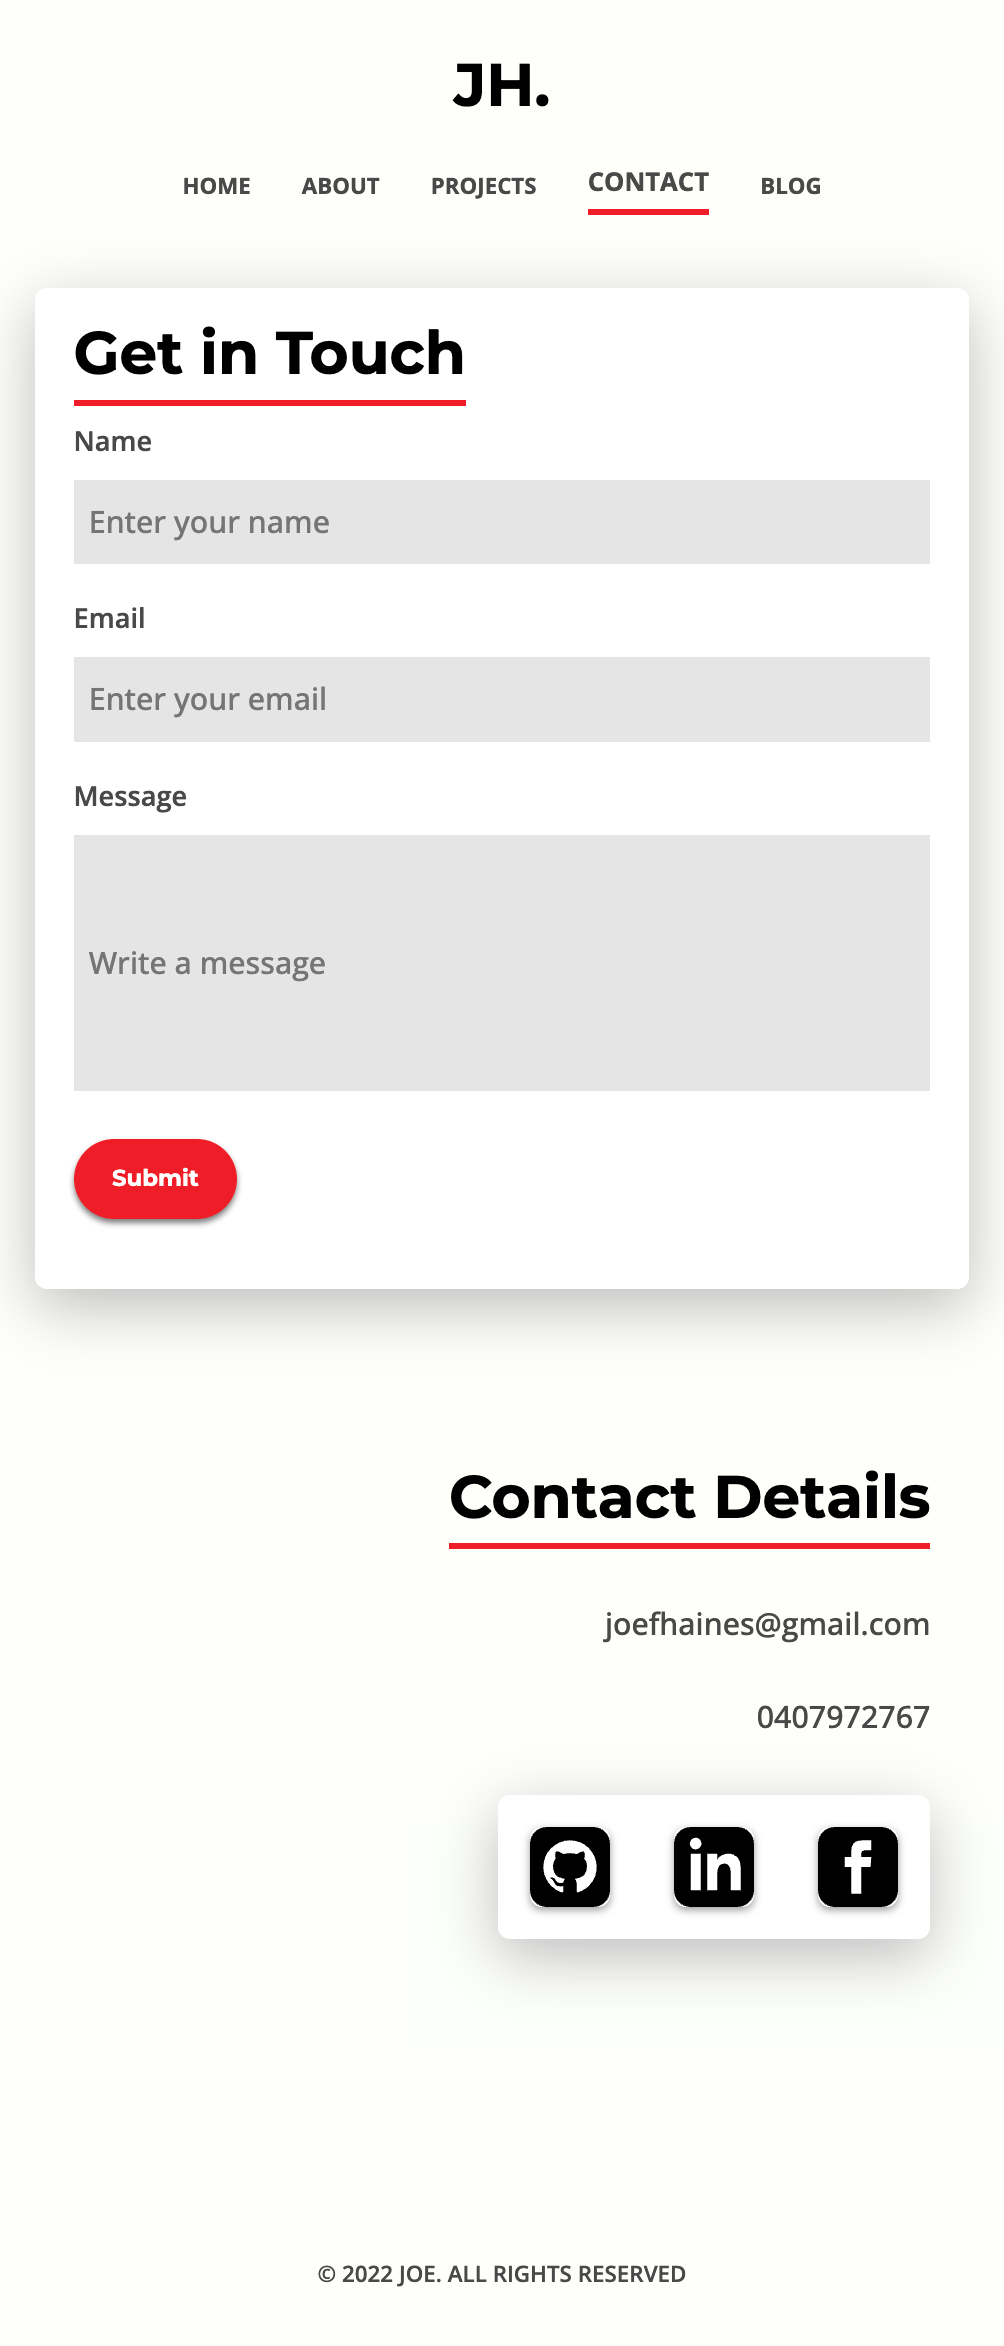 JH.
HOME ABOUT PROJECTS CONTACT BLOG
Get in Touch
Name
Enter your name
Email
Enter your email
Message
Write a message
Submit
Contact Details
joefhaines@gmail.com
0407972767
in f
© 2022 JOE. ALL RIGHTS RESERVED